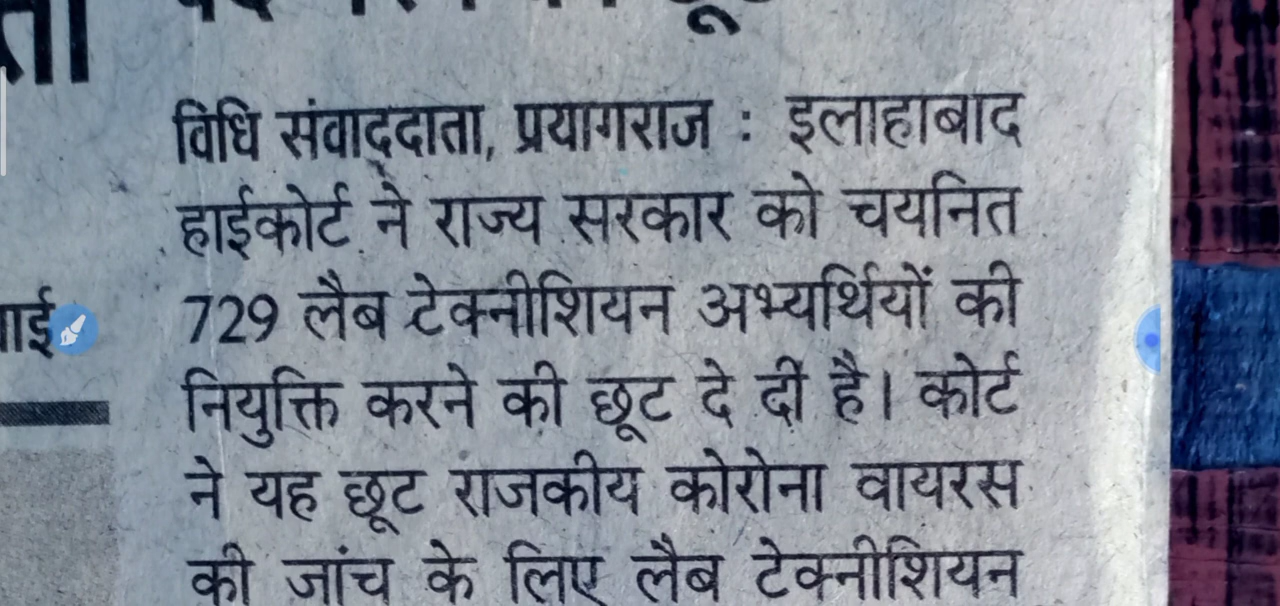 विधि संवाददाता, प्रयागराज : इलाहाबाद
हाईकोर्ट ने राज्य सरकार को चयनित
729 लैब टेक्नीशियन अभ्यर्थियों की
नियुक्ति करने की छूट दे दी है। कोर्ट
ने यह छूट राजकीय कोरोना वायरस
की जांच के लिए लैब टेक्नीशियन